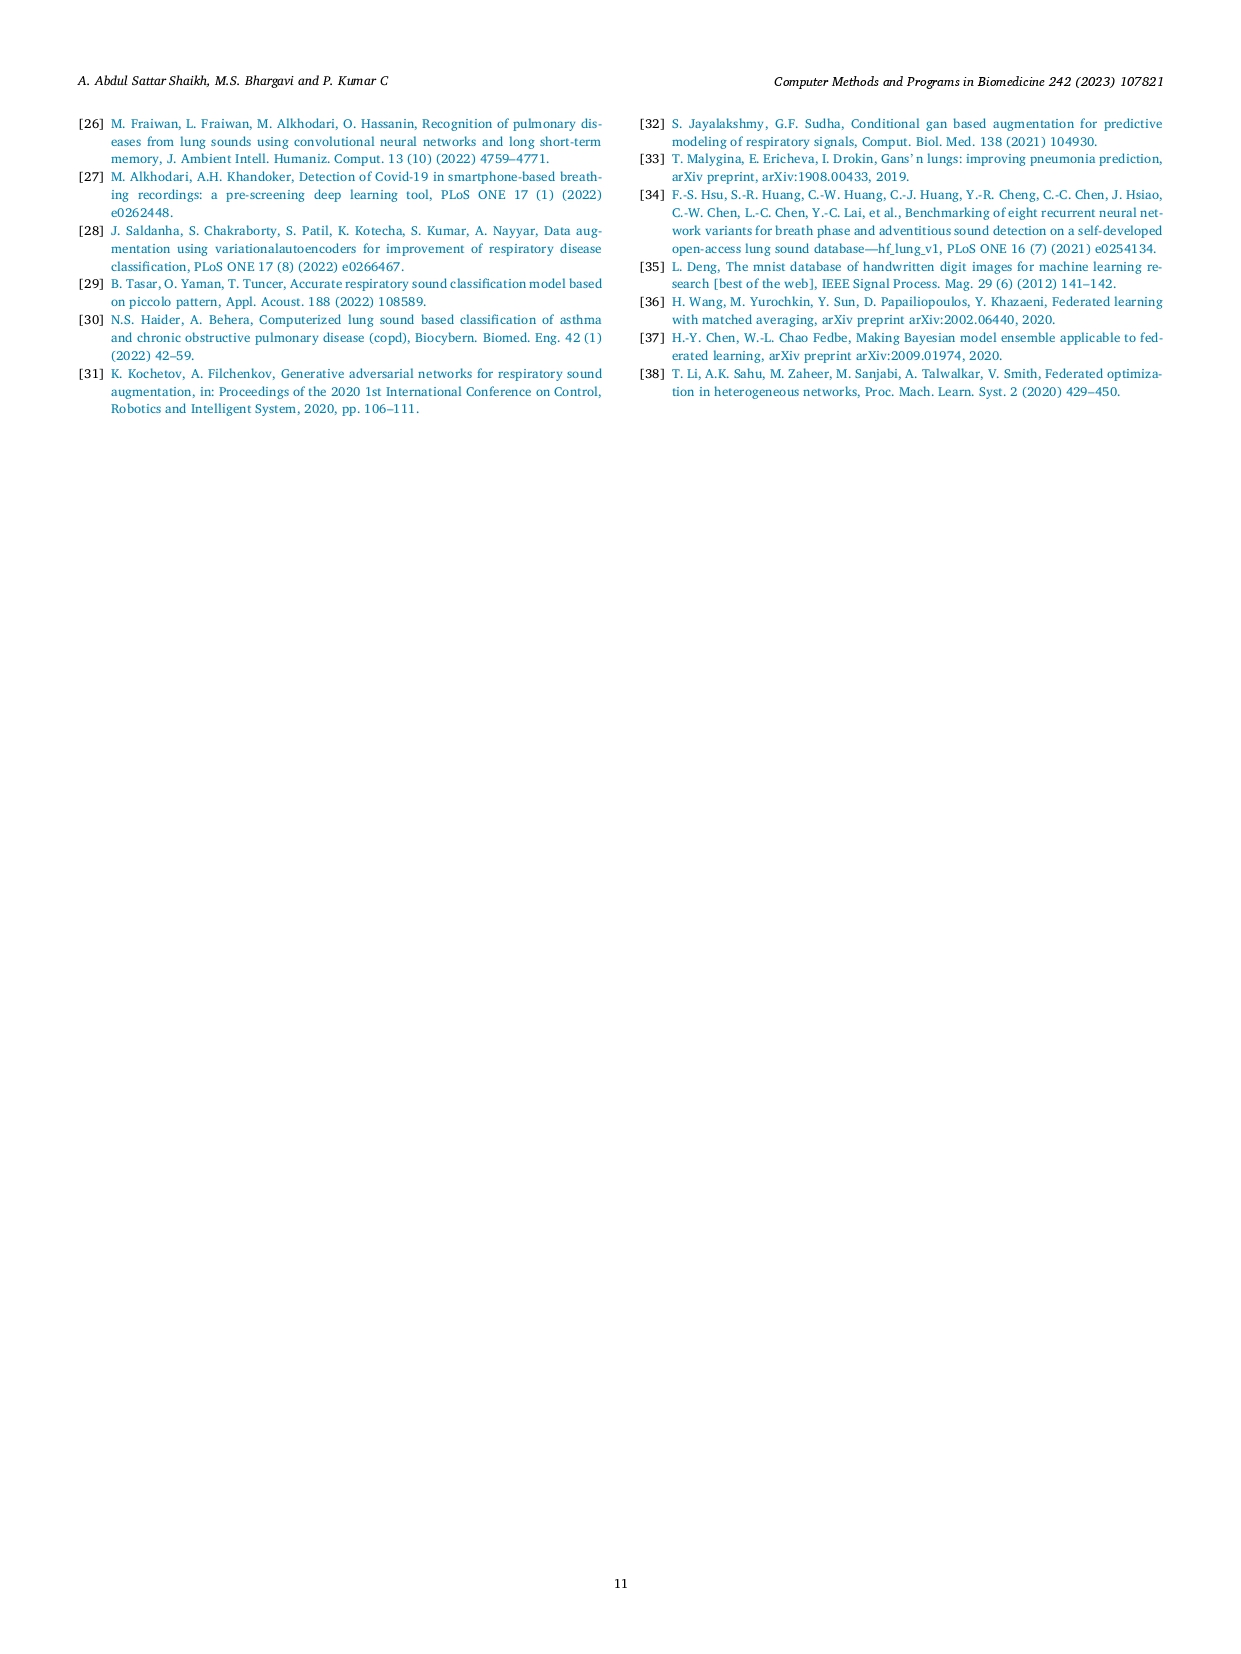 A. Abdul Sattar Shaikh, M.S. Bhargavi and P. Kumar C
Computer Methods and Programs in Biomedicine 242 (2023) 107821
[26] M. Fraiwan, L. Fraiwan, M. Alkhodari, O. Hassanin, Recognition of pulmonary dis-
eases from lung sounds using convolutional neural networks and long short-term
memory, J. Ambient Intell. Humaniz. Comput. 13 (10) (2022) 4759–4771.
[27] M. Alkhodari, A.H. Khandoker, Detection of Covid-19 in smartphone-based breath-
ing recordings: a pre-screening deep learning tool, PLoS ONE 17 (1) (2022)
e0262448.
[28] J. Saldanha, S. Chakraborty, S. Patil, K. Kotecha, S. Kumar, A. Nayyar, Data aug-
mentation using variationalautoencoders for improvement of respiratory disease
classification, PLoS ONE 17 (8) (2022) e0266467.
[29] B. Tasar, O. Yaman, T. Tuncer, Accurate respiratory sound classification model based
on piccolo pattern, Appl. Acoust. 188 (2022) 108589.
[30] N.S. Haider, A. Behera, Computerized lung sound based classification of asthma
and chronic obstructive pulmonary disease (copd), Biocybern. Biomed. Eng. 42 (1)
(2022) 42–59.
[31] K. Kochetov, A. Filchenkov, Generative adversarial networks for respiratory sound
augmentation, in: Proceedings of the 2020 1st International Conference on Control,
Robotics and Intelligent System, 2020, pp. 106–111.
[32] S. Jayalakshmy, G.F. Sudha, Conditional gan based augmentation for predictive
modeling of respiratory signals, Comput. Biol. Med. 138 (2021) 104930.
[33] T. Malygina, E. Ericheva, I. Drokin, Gans' n lungs: improving pneumonia prediction,
arXiv preprint, arXiv:1908.00433, 2019.
[34] F.-S. Hsu, S.-R. Huang, C.-W. Huang, C.-J. Huang, Y.-R. Cheng, C.-C. Chen, J. Hsiao,
C.-W. Chen, L.-C. Chen, Y.-C. Lai, et al., Benchmarking of eight recurrent neural net-
work variants for breath phase and adventitious sound detection on a self-developed
open-access lung sound database—hf_lung_v1, PLoS ONE 16 (7) (2021) e0254134.
[35] L. Deng, The mnist database of handwritten digit images for machine learning re-
search [best of the web], IEEE Signal Process. Mag. 29 (6) (2012) 141–142.
[36] H. Wang, M. Yurochkin, Y. Sun, D. Papailiopoulos, Y. Khazaeni, Federated learning
with matched averaging, arXiv preprint arXiv:2002.06440, 2020.
[37] H.-Y. Chen, W.-L. Chao Fedbe, Making Bayesian model ensemble applicable to fed-
erated learning, arXiv preprint arXiv:2009.01974, 2020.
[38] T. Li, A.K. Sahu, M. Zaheer, M. Sanjabi, A. Talwalkar, V. Smith, Federated optimiza-
tion in heterogeneous networks, Proc. Mach. Learn. Syst. 2 (2020) 429–450.
11